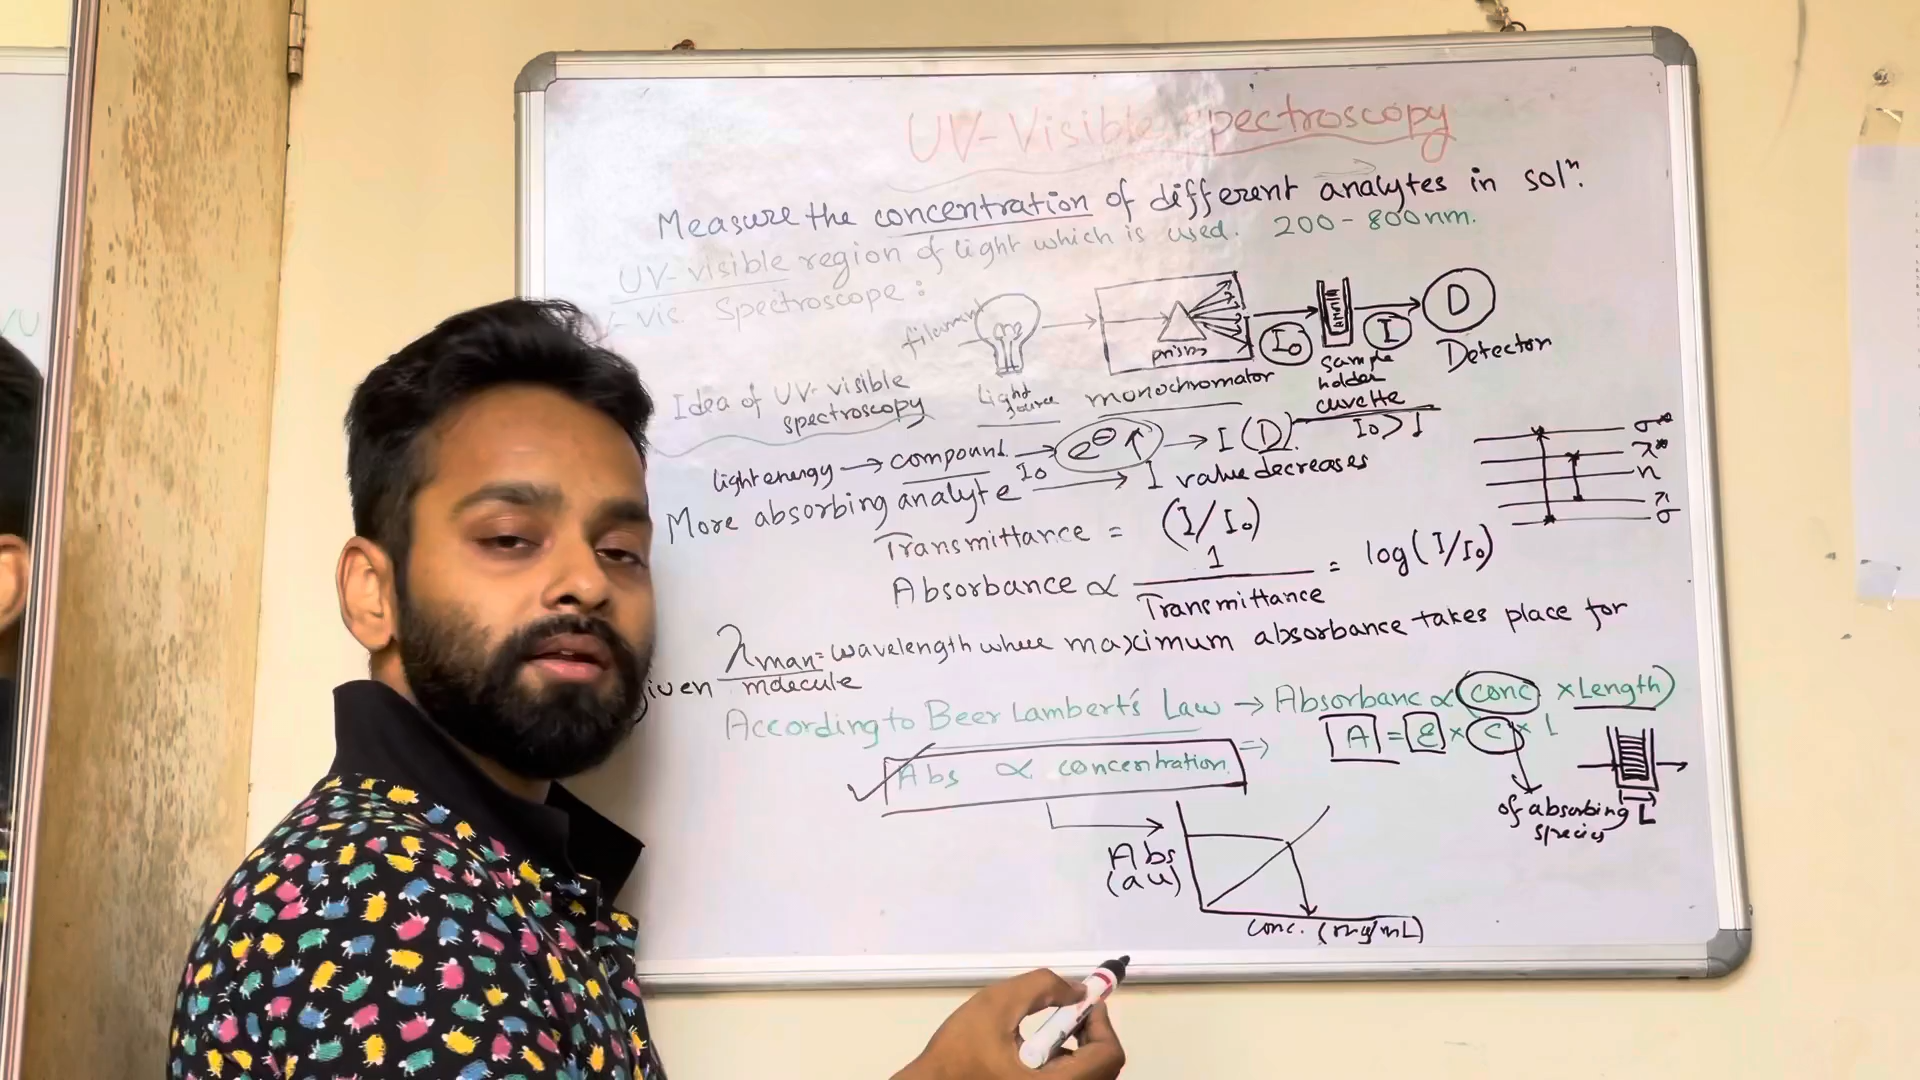 UV-Visible spectroscopy
Measure the concentration of different analytes in solⁿ.
UV-visible region of light which is used. 200-800nm.
vis. Spectroscope:
filament
Light source
prism
monochromator
I₀
sample holder cuvette
I
D
Detector
Idea of UV-visible spectroscopy
I₀ > I
light energy → compound → e⊖ ↑ → I (D).
More absorbing analyte I₀ → I value decreases
σ*
π*
n
π
σ
Transmittance = (I/I₀)
Absorbance ∝ 1/Transmittance = log(I/I₀)
λman = wavelength where maximum absorbance takes place for
iven molecule
According to Beer Lambert's Law → Absorbanc ∝ conc × Length)
Abs ∝ concentration ⇒ A = ε × C × L
of absorbing species
L
Abs (au)
conc. (mg/mL)